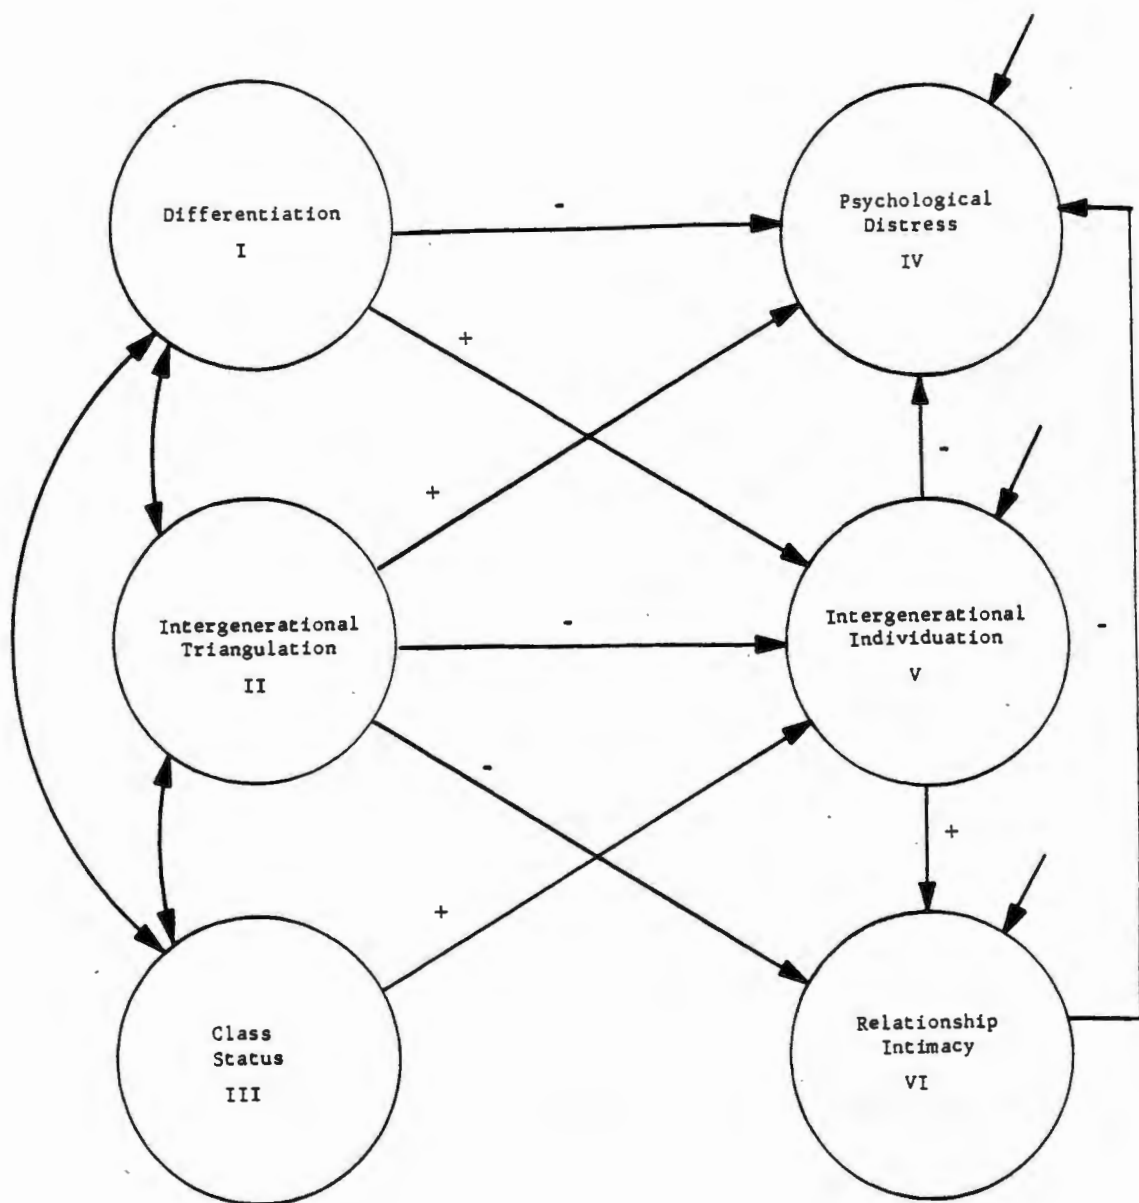 Differentiation
I
-
Psychological
Distress
IV
+
+
-
Intergenerational
Triangulation
II
-
Intergenerational
Individuation
V
-
-
+
+
Class
Status
III
Relationship
Intimacy
VI